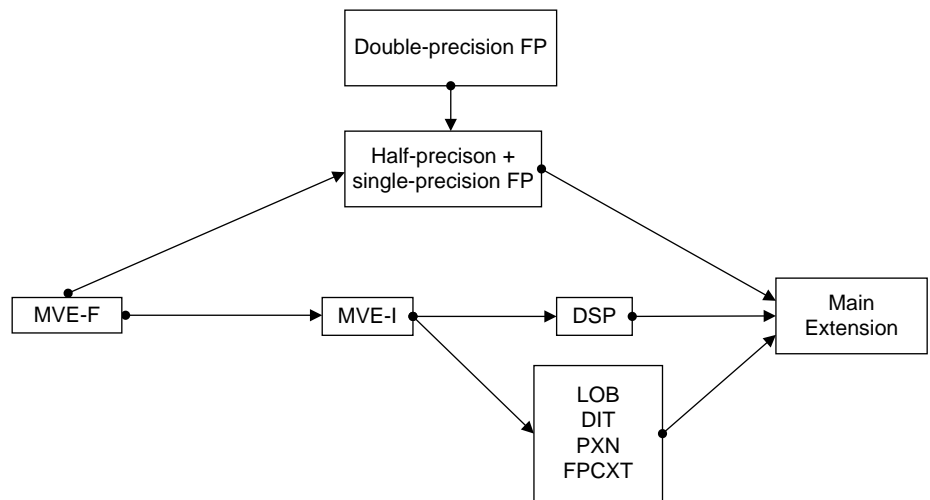 Double-precision FP
Half-precison +
single-precision FP
MVE-F
MVE-I
DSP
Main
Extension
LOB
DIT
PXN
FPCXT